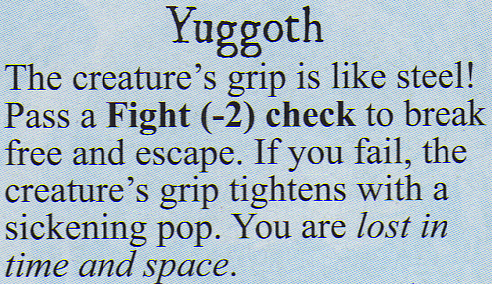 Yuggoth
The creature's grip is like steel!
Pass a Fight (-2) check to break
free and escape. If you fail, the
creature's grip tightens with a
sickening pop. You are lost in
time and space.